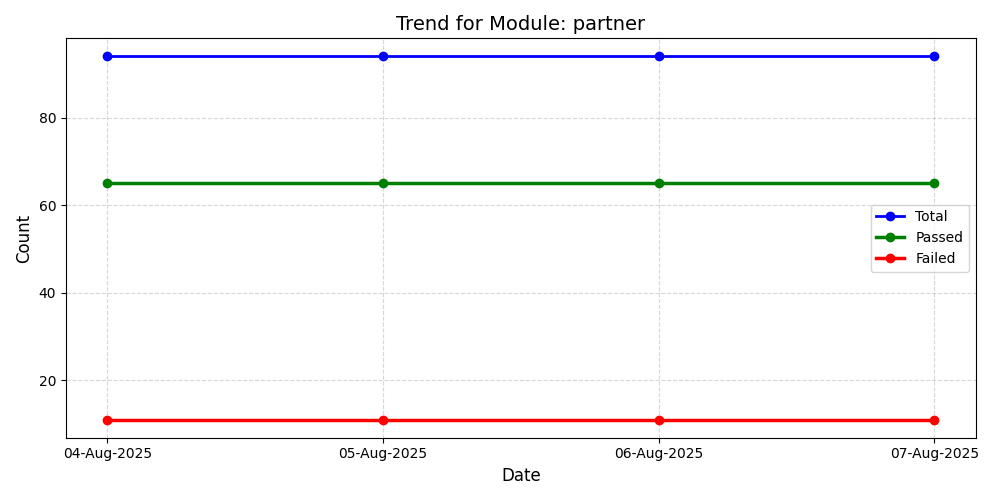 Trend for Module: partner
Count
80
60
40
20
Total
Passed
Failed
04-Aug-2025
05-Aug-2025
06-Aug-2025
07-Aug-2025
Date